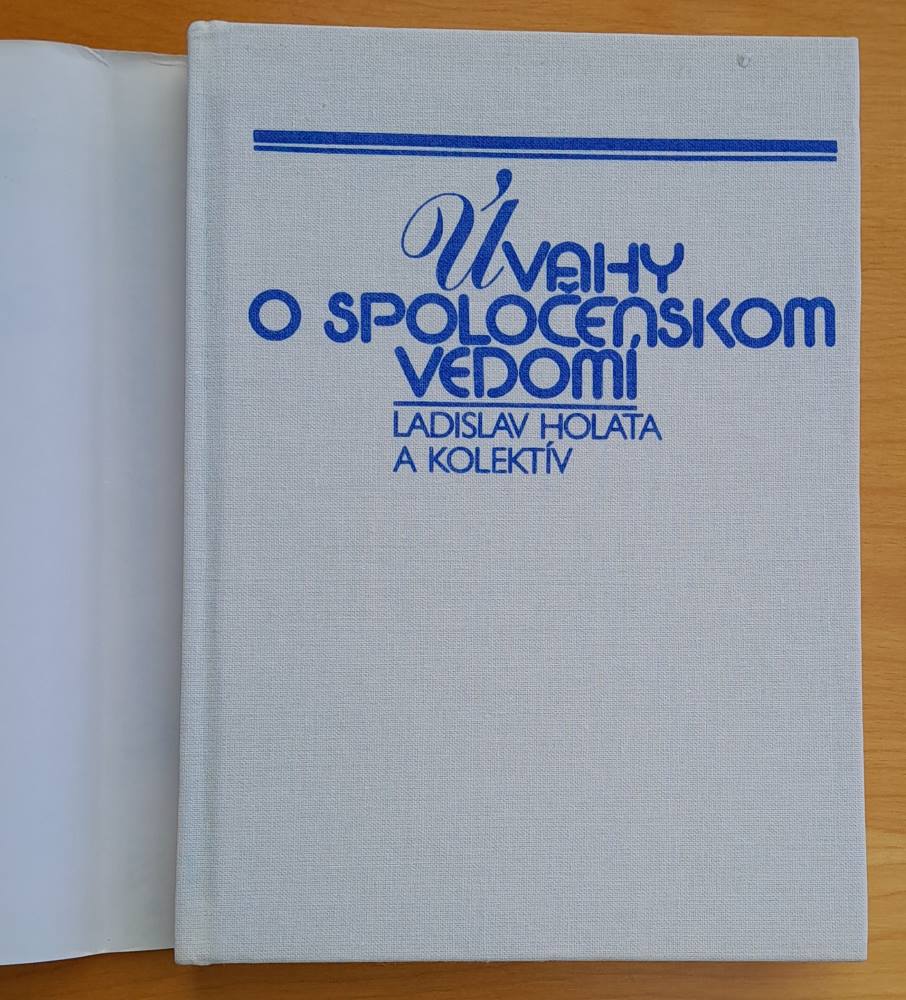 Úvahy
o spoločenskom
vedomí
LADISLAV HOLATA
A KOLEKTÍV